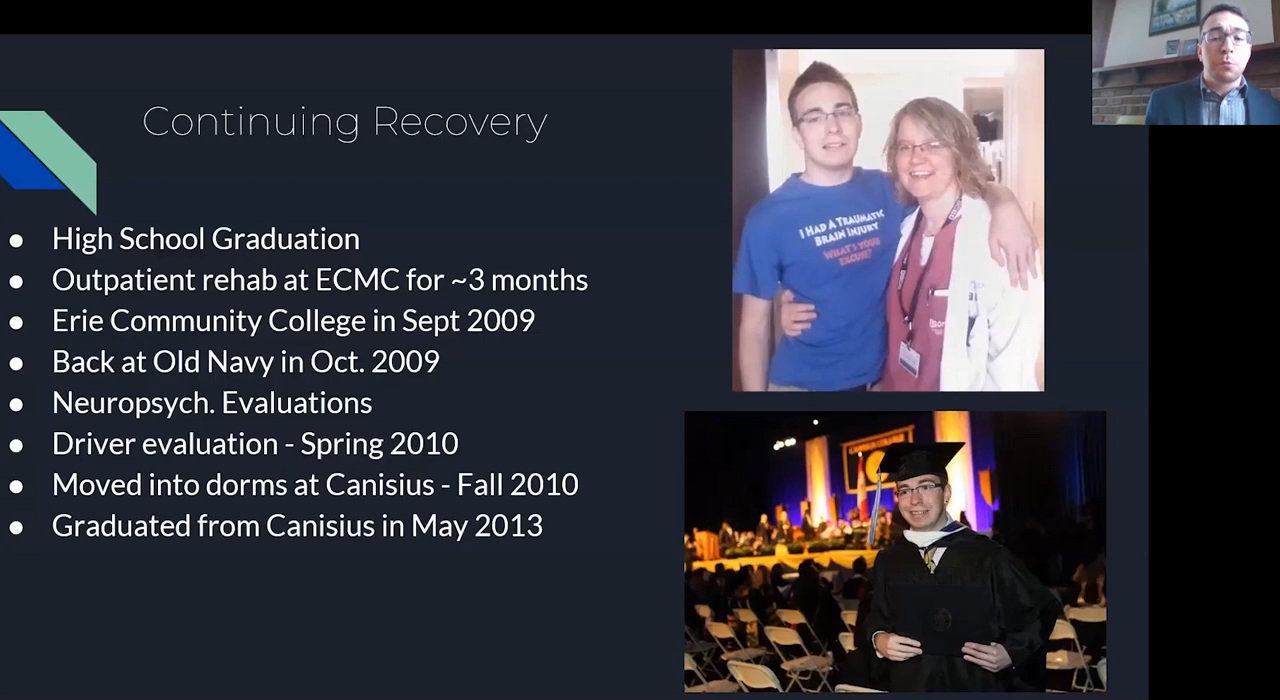 Continuing Recovery
● High School Graduation
● Outpatient rehab at ECMC for ~3 months
● Erie Community College in Sept 2009
● Back at Old Navy in Oct. 2009
● Neuropsych. Evaluations
● Driver evaluation - Spring 2010
● Moved into dorms at Canisius - Fall 2010
● Graduated from Canisius in May 2013
I HAD A TRAUMATIC
BRAIN INJURY
WHAT'S YOUR
EXCUSE?